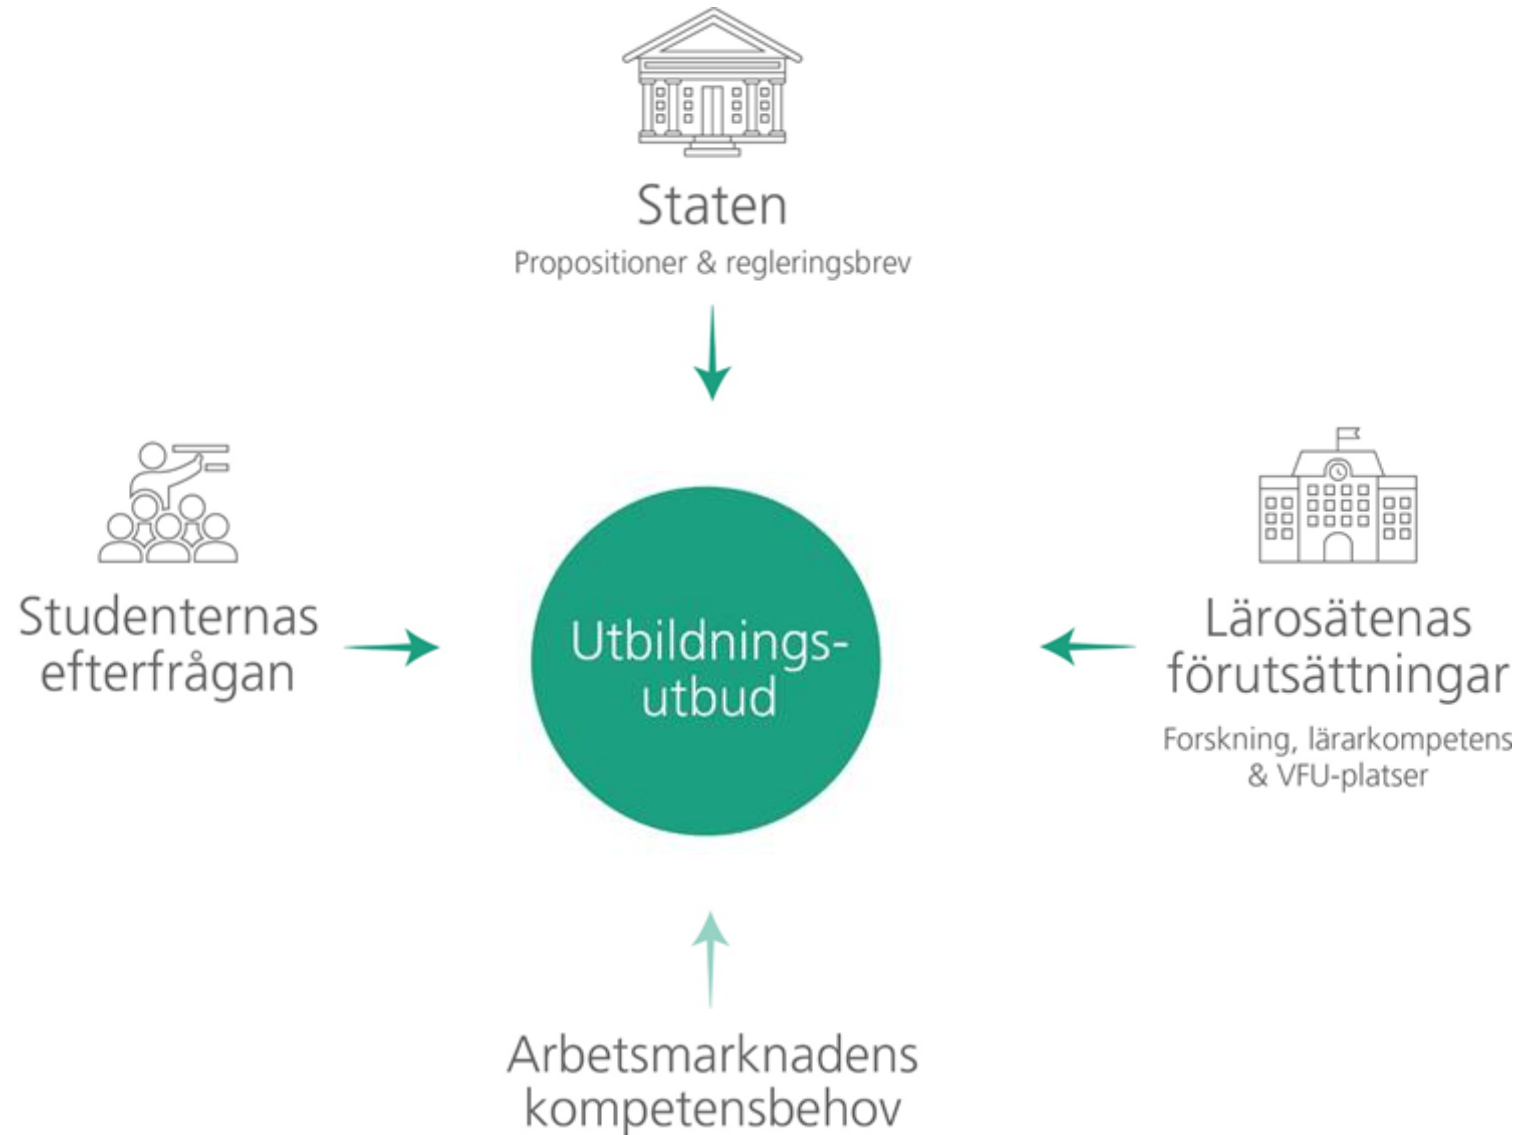 Staten
Propositioner & regleringsbrev
Studenternas
efterfrågan
Utbildnings-
utbud
Lärosätenas
förutsättningar
Forskning, lärarkompetens
& VFU-platser
Arbetsmarknadens
kompetensbehov